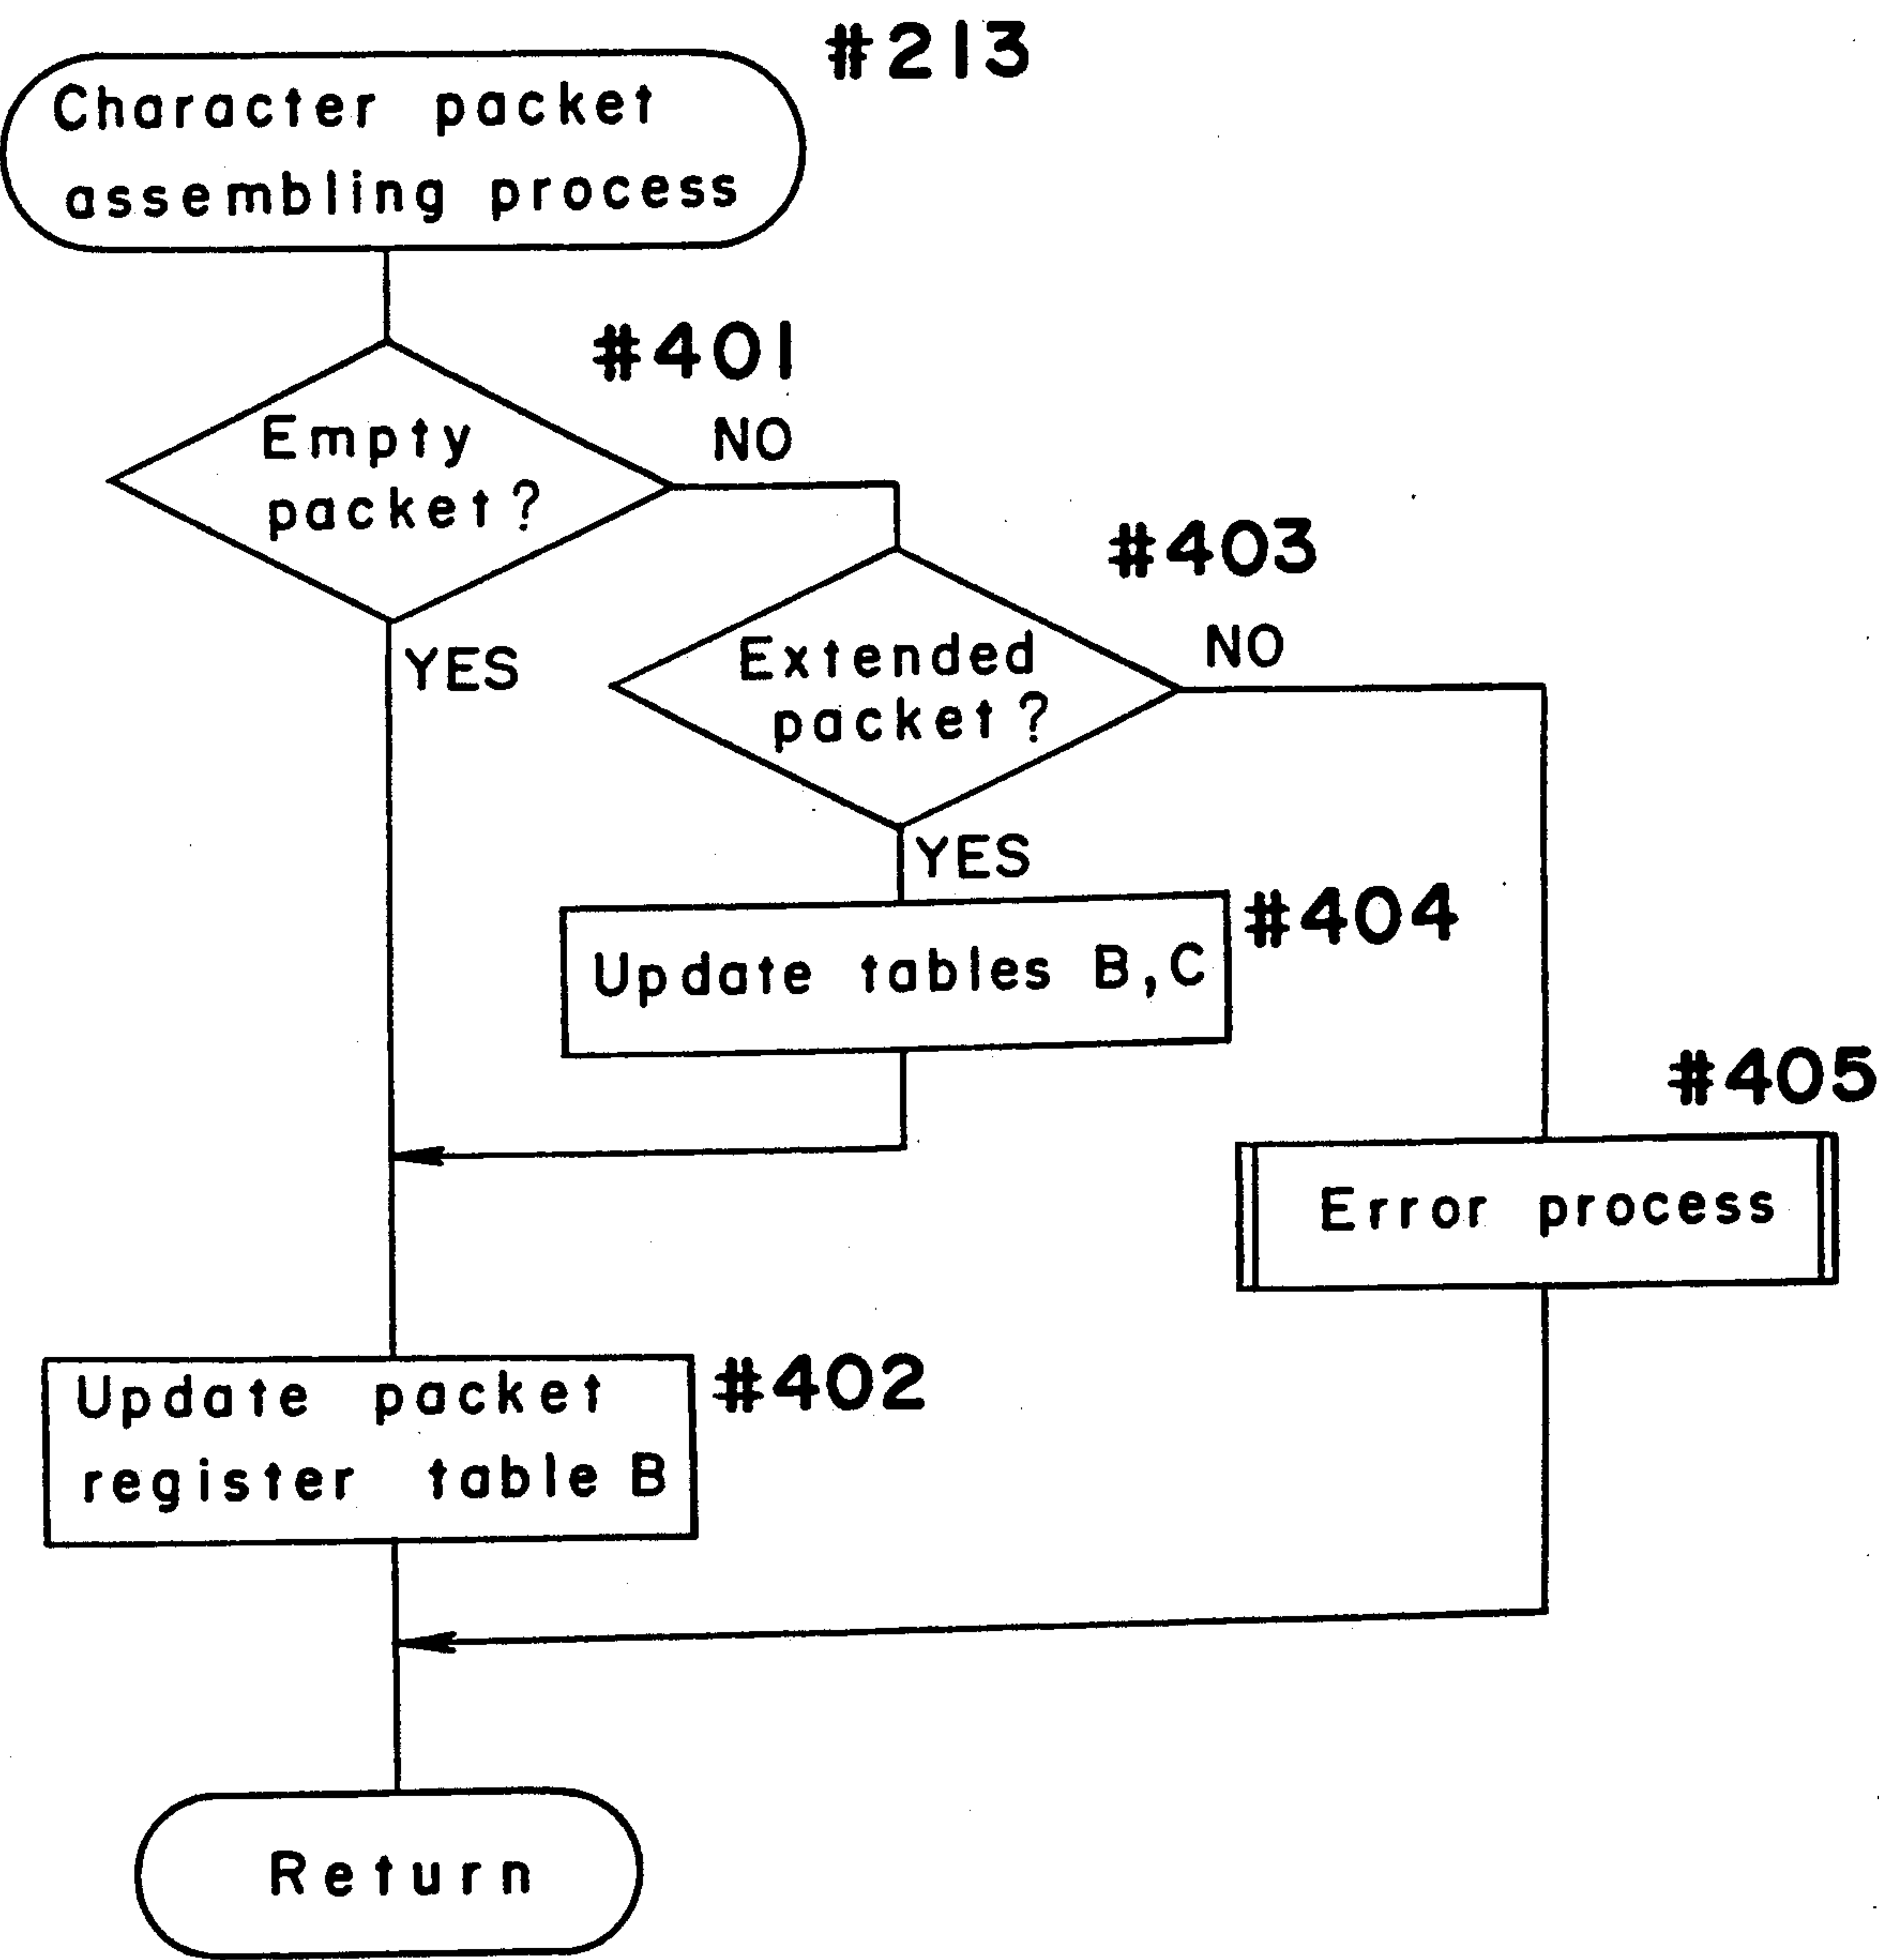 #213
Character packet
assembling process
#401
NO
Empty
packet?
YES
#403
NO
Extended
packet?
YES
#404
Update tables B,C
#405
Error process
#402
Update packet
register table B
Return